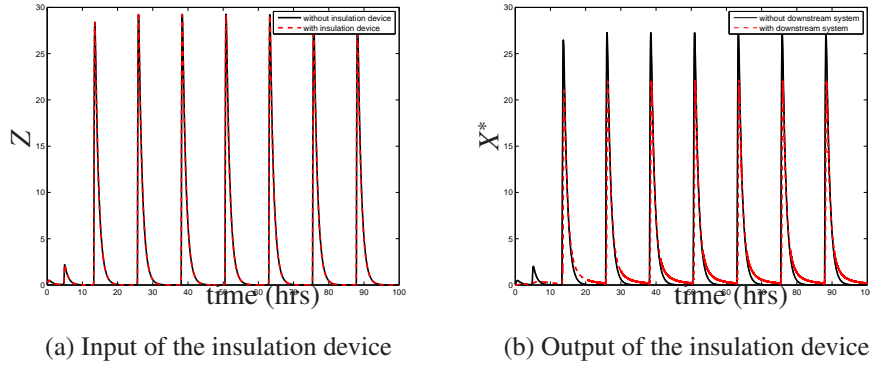 30
25
20
15
10
5
0
Z
0 10 20 30 40 50 60 70 80 90 100
time (hrs)
without insulation device
with insulation device
(a) Input of the insulation device
30
25
20
15
10
5
0
X*
0 10 20 30 40 50 60 70 80 90 100
time (hrs)
without downstream system
with downstream system
(b) Output of the insulation device